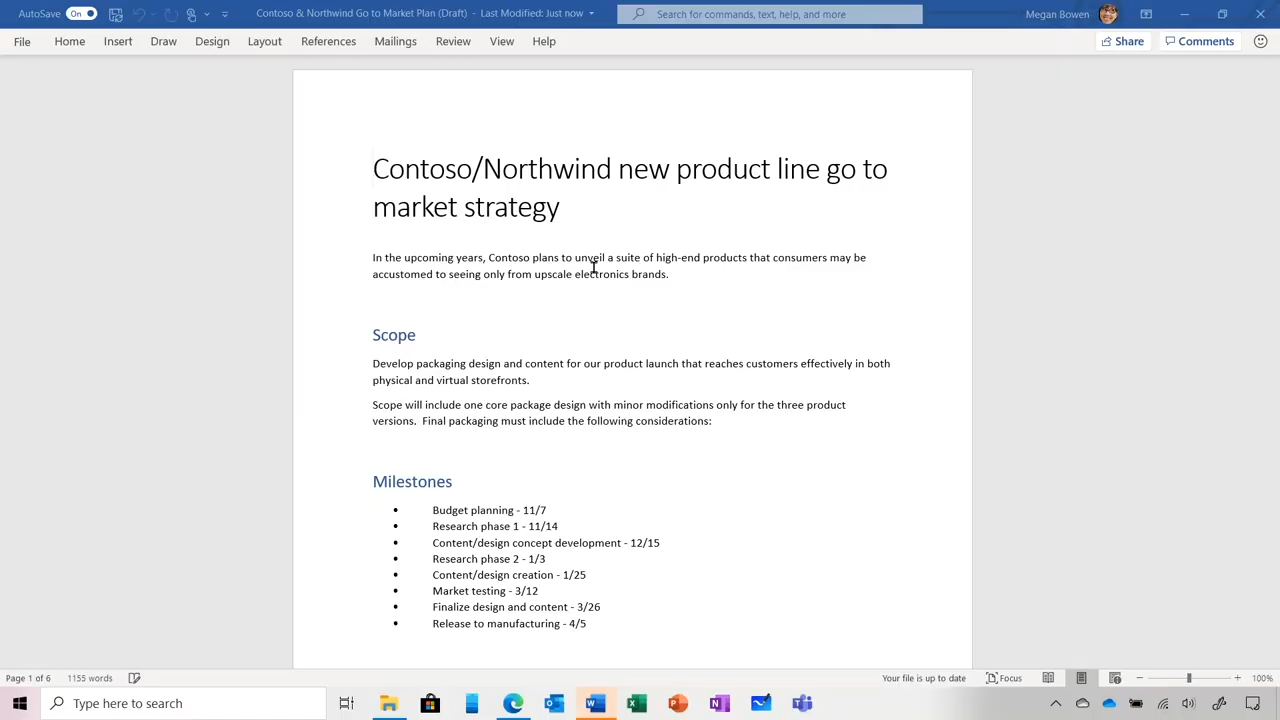 AutoSave On Contoso & Northwind Go to Market (Draft) - Last Modified: Just now Search for commands, text, help, and more Megan Bowen
File Home Insert Draw Design Layout References Mailings Review View Help Share Comments
Contoso/Northwind new product line go to
market strategy
In the upcoming years, Contoso plans to unveil a suite of high-end products that consumers may be
accustomed to seeing only from upscale electronics brands.
Scope
Develop packaging design and content for our product launch that reaches customers effectively in both
physical and virtual storefronts.
Scope will include one core package design with minor modifications only for the three product
versions.  Final packaging must include the following considerations:
Milestones
• Budget planning - 11/7
• Research phase 1 - 11/14
• Content/design concept development - 12/15
• Research phase 2 - 1/3
• Content/design creation - 1/25
• Market testing - 3/12
• Finalize design and content - 3/26
• Release to manufacturing - 4/5
Page 1 of 6 1155 words Your file is up to date Focus 100%
Type here to search